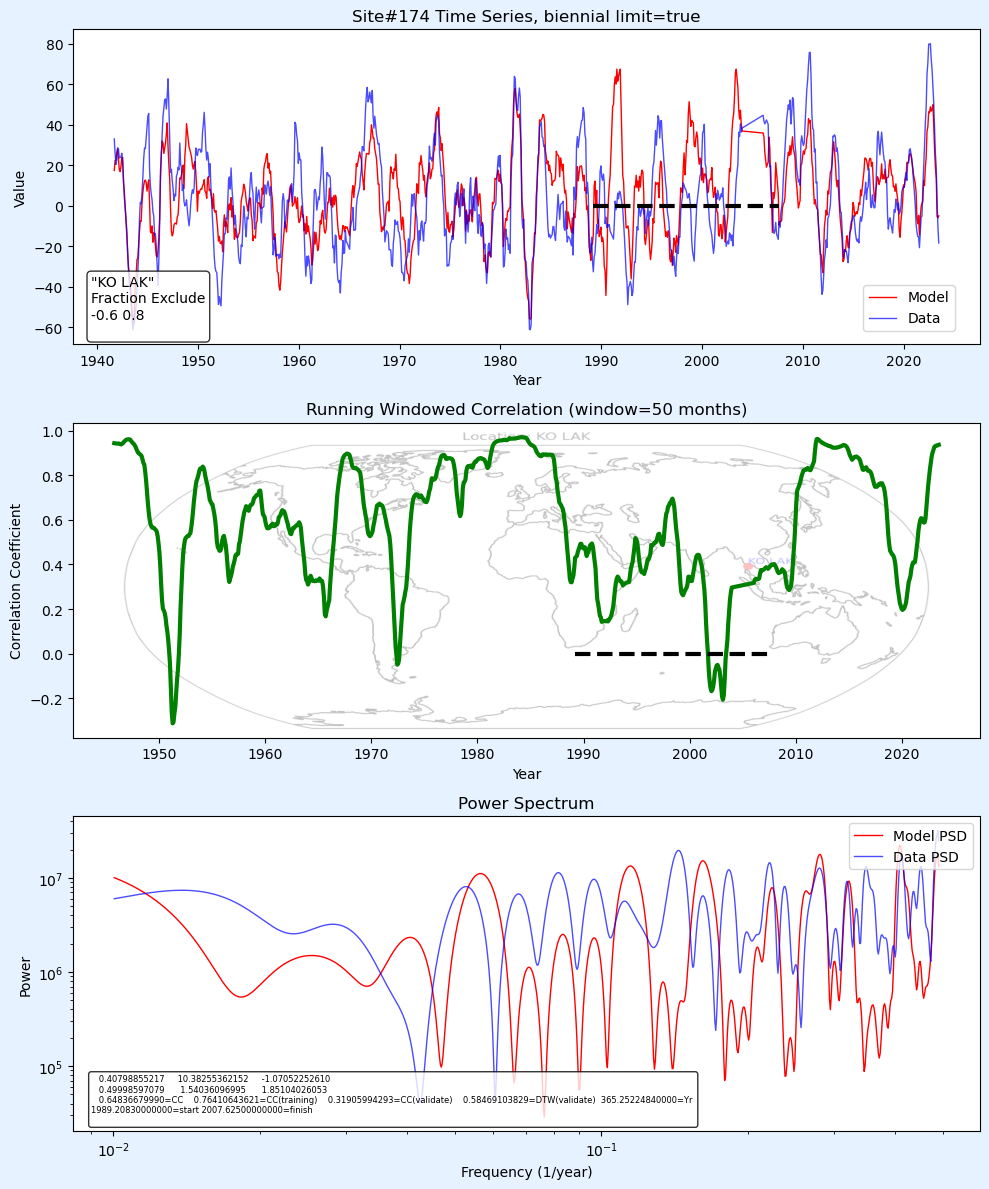 Site#174 Time Series, biennial limit=true
80
60
40
20
0
−20
−40
−60
Value
"KO LAK"
Fraction Exclude
-0.6 0.8
Model
Data
1940
1950
1960
1970
1980
1990
2000
2010
2020
Year
Running Windowed Correlation (window=50 months)
Location KO LAK
1.0
0.8
0.6
0.4
0.2
0.0
−0.2
Correlation Coefficient
KO LAK
1950
1960
1970
1980
1990
2000
2010
2020
Year
Power Spectrum
Model PSD
Data PSD
10⁷
10⁶
10⁵
Power
0.40798855217 10.38255362152 -1.07052252610
0.49998597079 1.54036096995 1.85104026053
0.64836679990=CC 0.76410643621=CC(training) 0.31905994293=CC(validate) 0.58469103829=DTW(validate) 365.25224840000=Yr
1989.20830000000=start 2007.62500000000=finish
10⁻²
10⁻¹
Frequency (1/year)